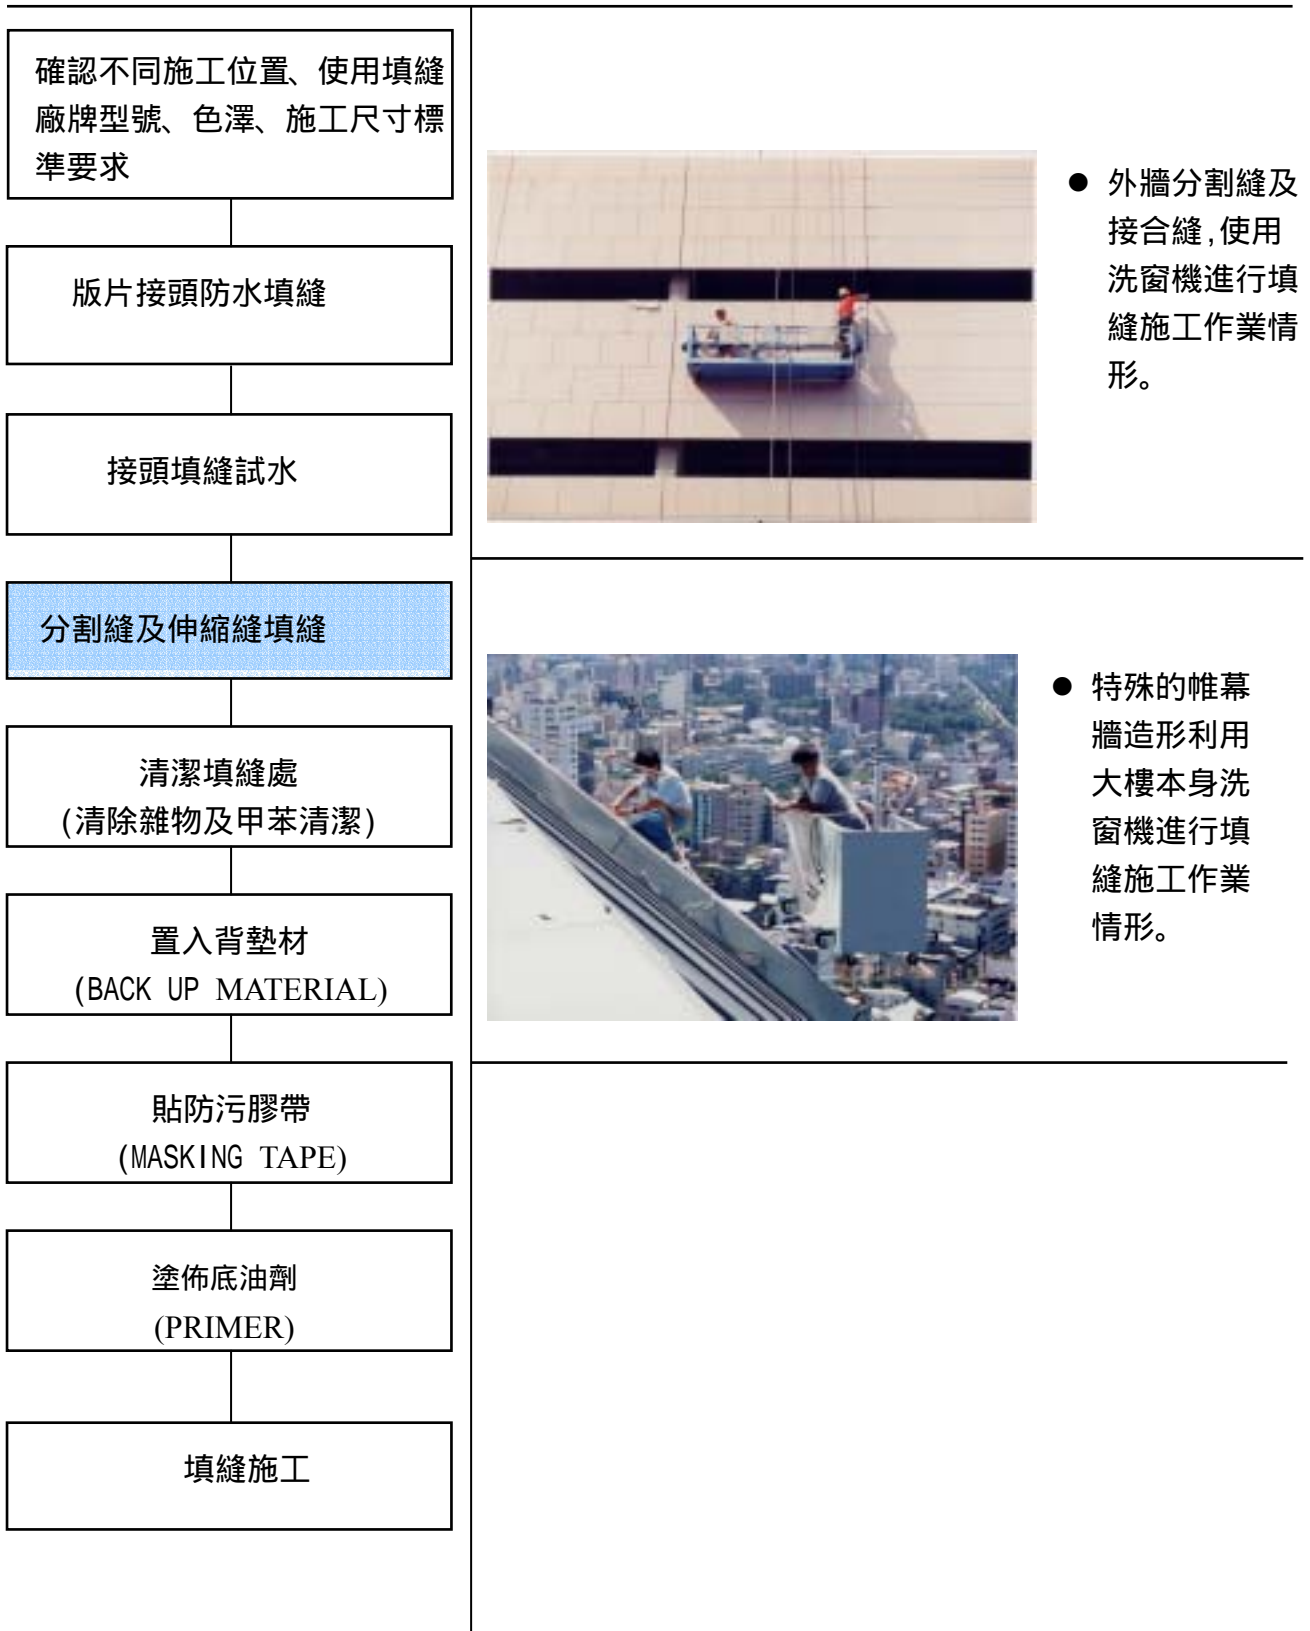 確認不同施工位置、使用填縫
廠牌型號、色澤、施工尺寸標
準要求
版片接頭防水填縫
接頭填縫試水
分割縫及伸縮縫填縫
清潔填縫處
(清除雜物及甲苯清潔)
置入背墊材
(BACK UP MATERIAL)
貼防污膠帶
(MASKING TAPE)
塗佈底油劑
(PRIMER)
填縫施工
● 外牆分割縫及
接合縫,使用
洗窗機進行填
縫施工作業情
形。
● 特殊的帷幕
牆造形利用
大樓本身洗
窗機進行填
縫施工作業
情形。